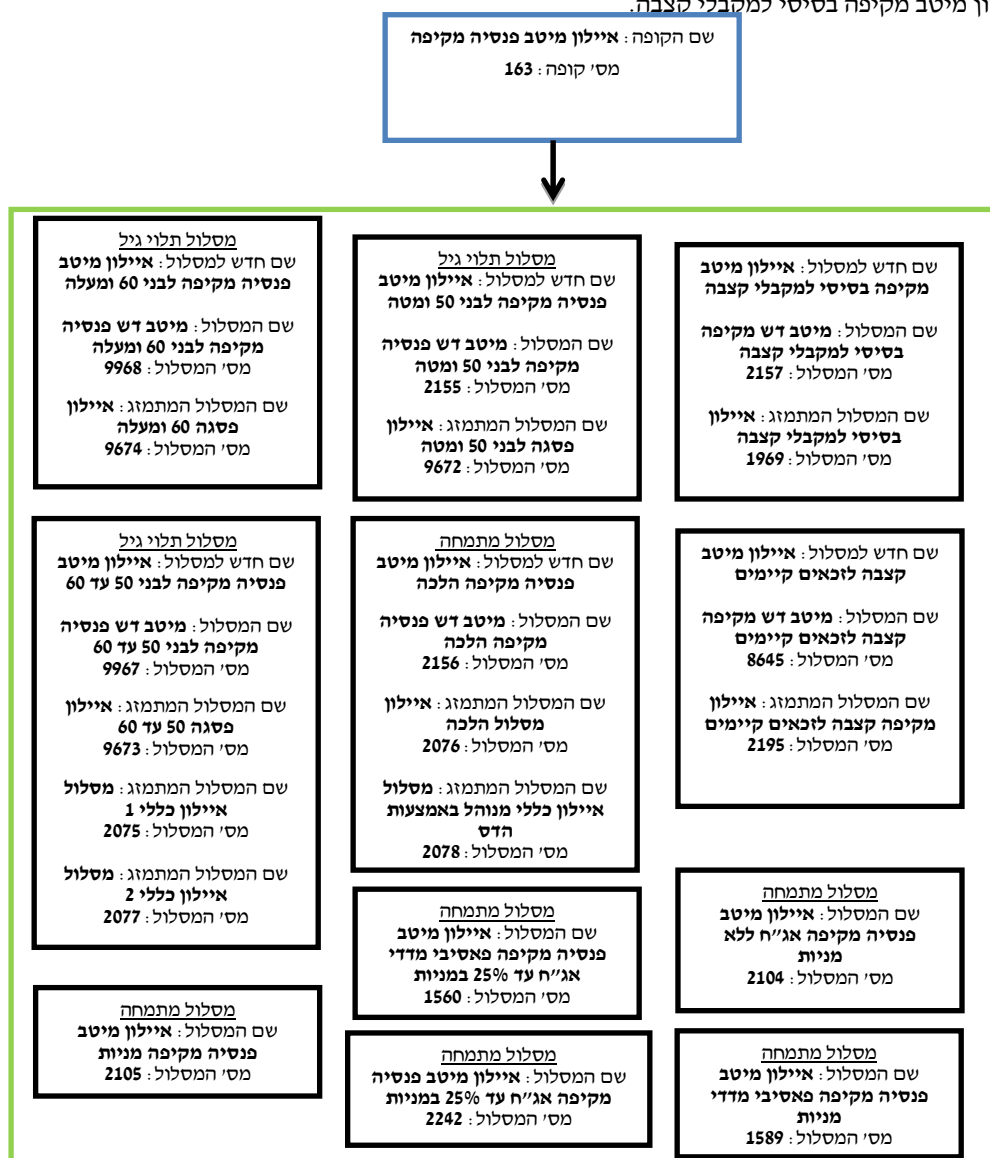 ון מיטב מקיפה בסיסי למקבלי קצבה.
שם הקופה: איילון מיטב פנסיה מקיפה
מס׳ קופה: 163
מסלול תלוי גיל
שם חדש למסלול: איילון מיטב
פנסיה מקיפה לבני 60 ומעלה
שם המסלול: מיטב דש פנסיה
מקיפה לבני 60 ומעלה
מס׳ המסלול: 9968
שם המסלול המתמזג: איילון
פסגה 60 ומעלה
מס׳ המסלול: 9674
מסלול תלוי גיל
שם חדש למסלול: איילון מיטב
פנסיה מקיפה לבני 50 ומטה
שם המסלול: מיטב דש פנסיה
מקיפה לבני 50 ומטה
מס׳ המסלול: 2155
שם המסלול המתמזג: איילון
פסגה לבני 50 ומטה
מס׳ המסלול: 9672
שם חדש למסלול: איילון מיטב
מקיפה בסיסי למקבלי קצבה
שם המסלול: מיטב דש מקיפה
בסיסי למקבלי קצבה
מס׳ המסלול: 2157
שם המסלול המתמזג: איילון
בסיסי למקבלי קצבה
מס׳ המסלול: 1969
מסלול תלוי גיל
שם חדש למסלול: איילון מיטב
פנסיה מקיפה לבני 50 עד 60
שם המסלול: מיטב דש פנסיה
מקיפה לבני 50 עד 60
מס׳ המסלול: 9967
שם המסלול המתמזג: איילון
פסגה 50 עד 60
מס׳ המסלול: 9673
שם המסלול המתמזג: מסלול
איילון כללי 1
מס׳ המסלול: 2075
שם המסלול המתמזג: מסלול
איילון כללי 2
מס׳ המסלול: 2077
מסלול מתמחה
שם חדש למסלול: איילון מיטב
פנסיה מקיפה הלכה
שם המסלול: מיטב דש פנסיה
מקיפה הלכה
מס׳ המסלול: 2156
שם המסלול המתמזג: איילון
מסלול הלכה
מס׳ המסלול: 2076
שם המסלול המתמזג: מסלול
איילון כללי מנוהל באמצעות
הדס
מס׳ המסלול: 2078
שם חדש למסלול: איילון מיטב
קצבה לזכאים קיימים
שם המסלול: מיטב דש מקיפה
קצבה לזכאים קיימים
מס׳ המסלול: 8645
שם המסלול המתמזג: איילון
מקיפה קצבה לזכאים קיימים
מס׳ המסלול: 2195
מסלול מתמחה
שם המסלול: איילון מיטב
פנסיה מקיפה מניות
מס׳ המסלול: 2105
מסלול מתמחה
שם המסלול: איילון מיטב
פנסיה מקיפה פאסיבי מדדי
אג״ח עד 25% במניות
מס׳ המסלול: 1560
מסלול מתמחה
שם המסלול: איילון מיטב
פנסיה מקיפה אג״ח ללא
מניות
מס׳ המסלול: 2104
מסלול מתמחה
שם המסלול: איילון מיטב פנסיה
מקיפה אג״ח עד 25% במניות
מס׳ המסלול: 2242
מסלול מתמחה
שם המסלול: איילון מיטב
פנסיה מקיפה פאסיבי מדדי
מניות
מס׳ המסלול: 1589